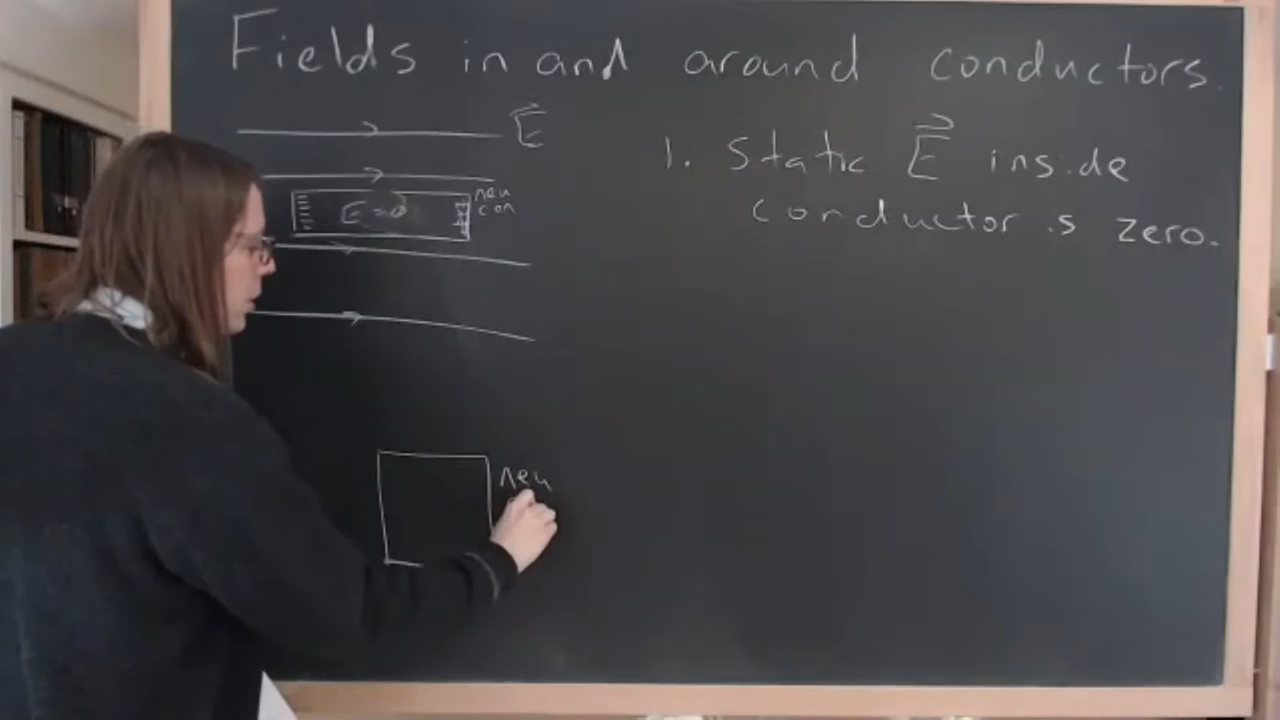 Fields in and around conductors.
E
neu
con
E = 0
1. Static E inside
conductor is zero.
neu